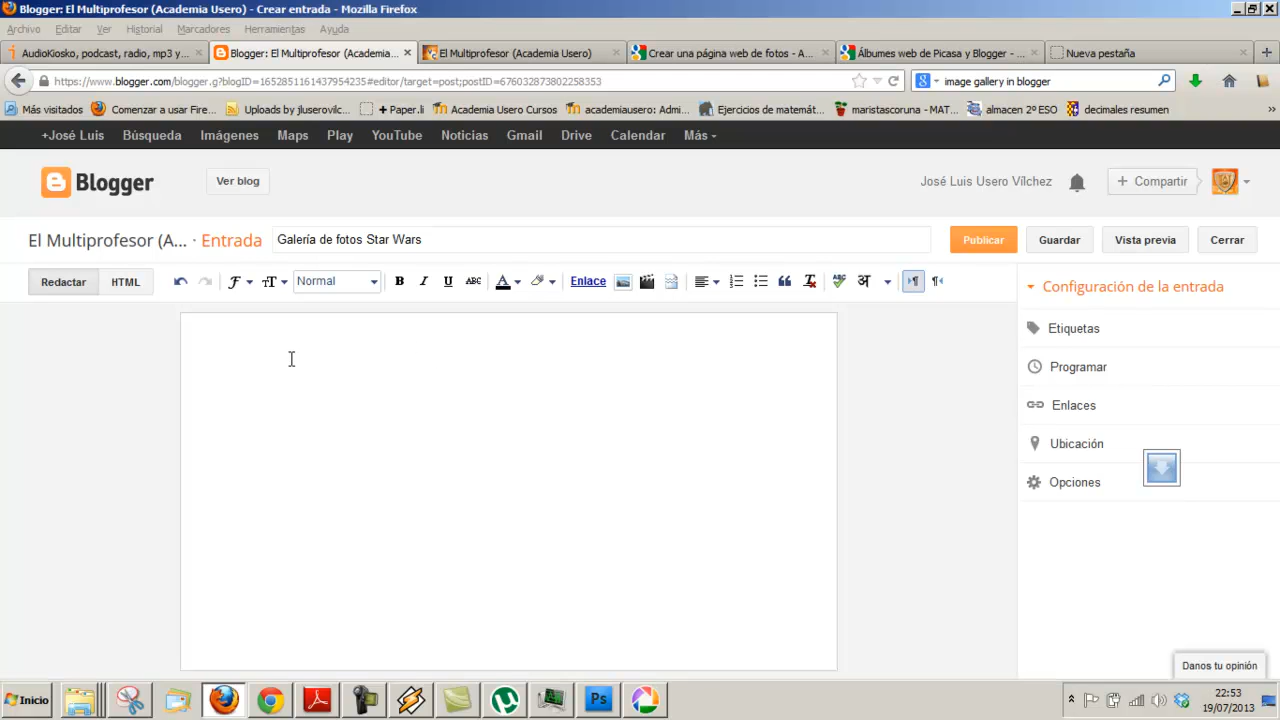 Blogger: El Multiprofesor (Academia Usero) - Crear entrada - Mozilla Firefox
Archivo Editar Ver Historial Marcadores Herramientas Ayuda
AudioKiosko, podcast, radio, mp3 y... Blogger: El Multiprofesor (Academia... El Multiprofesor (Academia Usero) Crear una página web de fotos - A... Álbumes web de Picasa y Blogger - ... Nueva pestaña
https://www.blogger.com/blogger.g?blogID=1652851161437954235#editor/target=post;postID=676032873802258353 image gallery in blogger
Más visitados Comenzar a usar Fire... Uploads by jluserovilc... + Paper.li Academia Usero Cursos academiausero: Admi... Ejercicios de matemát... maristascoruna - MAT... almacen 2º ESO decimales resumen »
+José Luis Búsqueda Imágenes Maps Play YouTube Noticias Gmail Drive Calendar Más
Blogger Ver blog José Luis Usero Vílchez + Compartir
El Multiprofesor (A... · Entrada Galería de fotos Star Wars Publicar Guardar Vista previa Cerrar
Redactar HTML F TT Normal B I U ABC A Enlace ABC अ
Configuración de la entrada
Etiquetas
Programar
Enlaces
Ubicación
Opciones
Danos tu opinión
Inicio Ps 22:53
19/07/2013